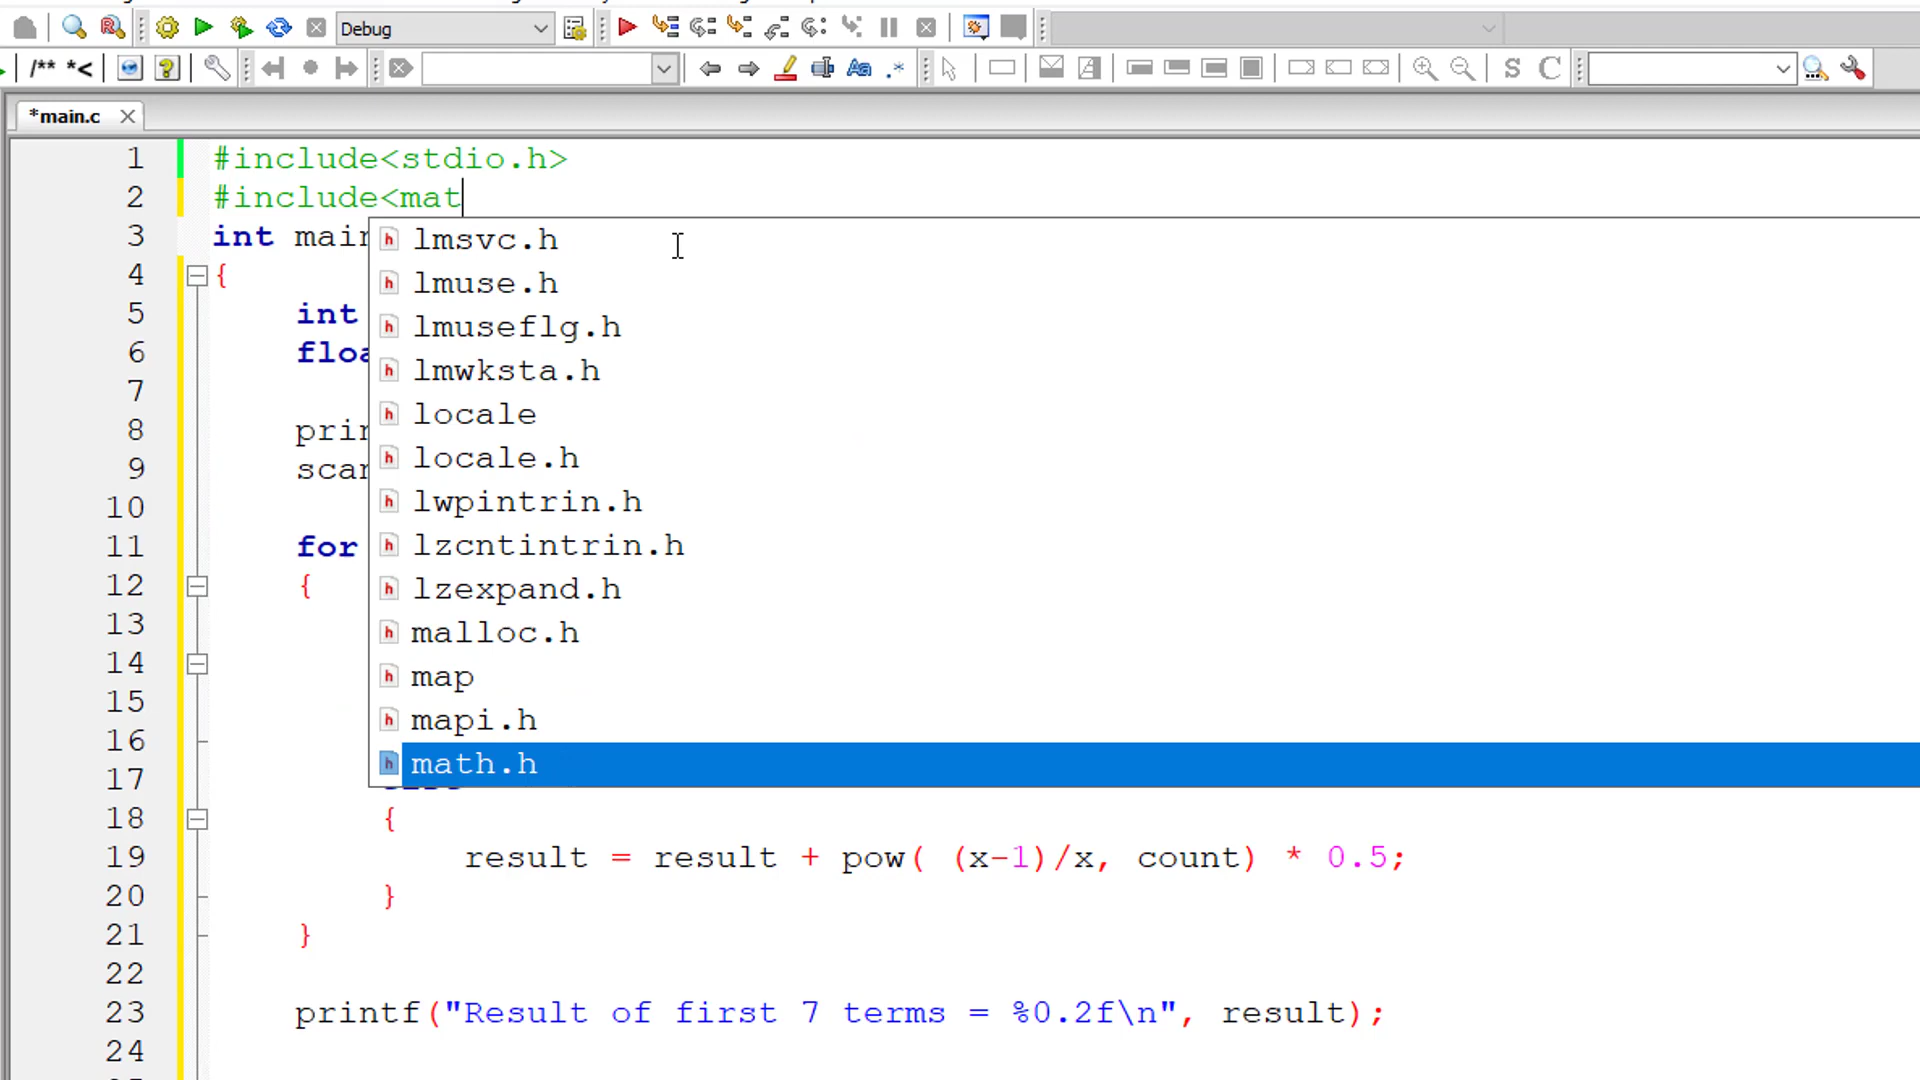 Debug
/** *<
Aa .* S C
*main.c
1 #include<stdio.h>
2 #include<mat
3 int main
4 {
5 int
6 floa
7
8 prin
9 scan
10
11 for
12 {
13
14
15
16
17
18 {
19 result = result + pow( (x-1)/x, count) * 0.5;
20 }
21 }
22
23 printf("Result of first 7 terms = %0.2f\n", result);
24
lmsvc.h
lmuse.h
lmuseflg.h
lmwksta.h
locale
locale.h
lwpintrin.h
lzcntintrin.h
lzexpand.h
malloc.h
map
mapi.h
math.h